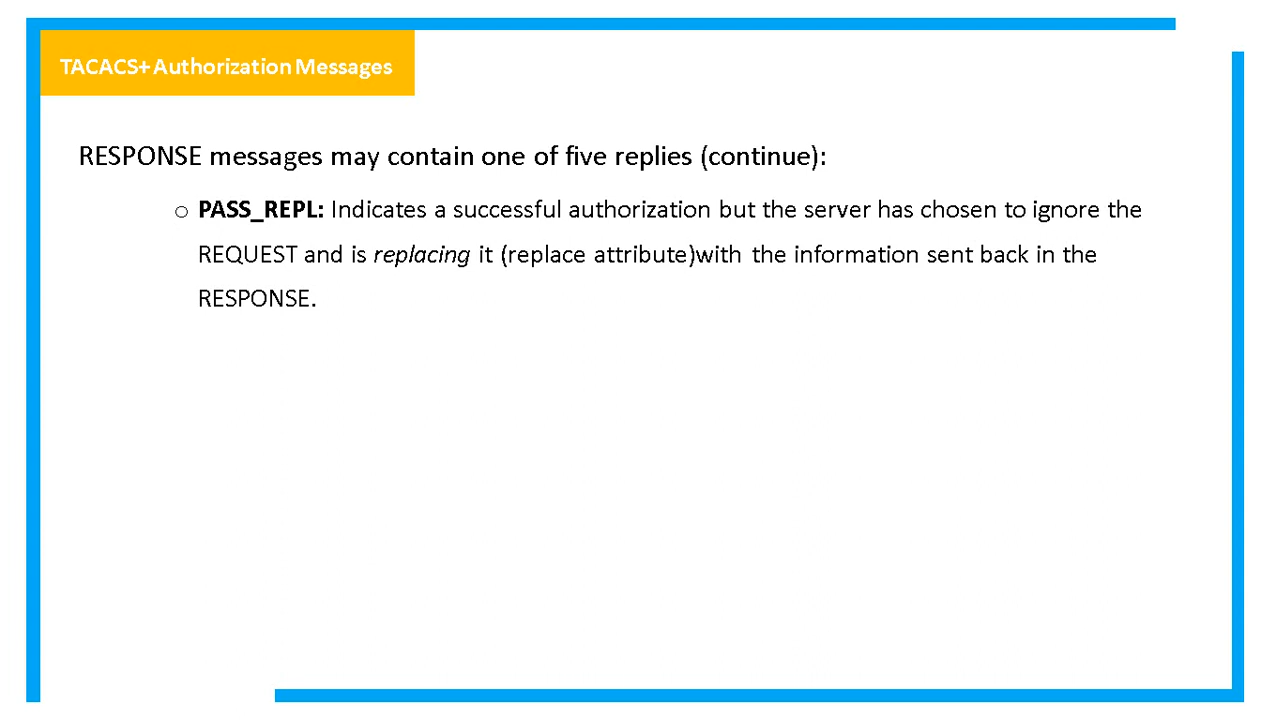 TACACS+ Authorization Messages
RESPONSE messages may contain one of five replies (continue):
o PASS_REPL: Indicates a successful authorization but the server has chosen to ignore the
REQUEST and is replacing it (replace attribute)with the information sent back in the
RESPONSE.